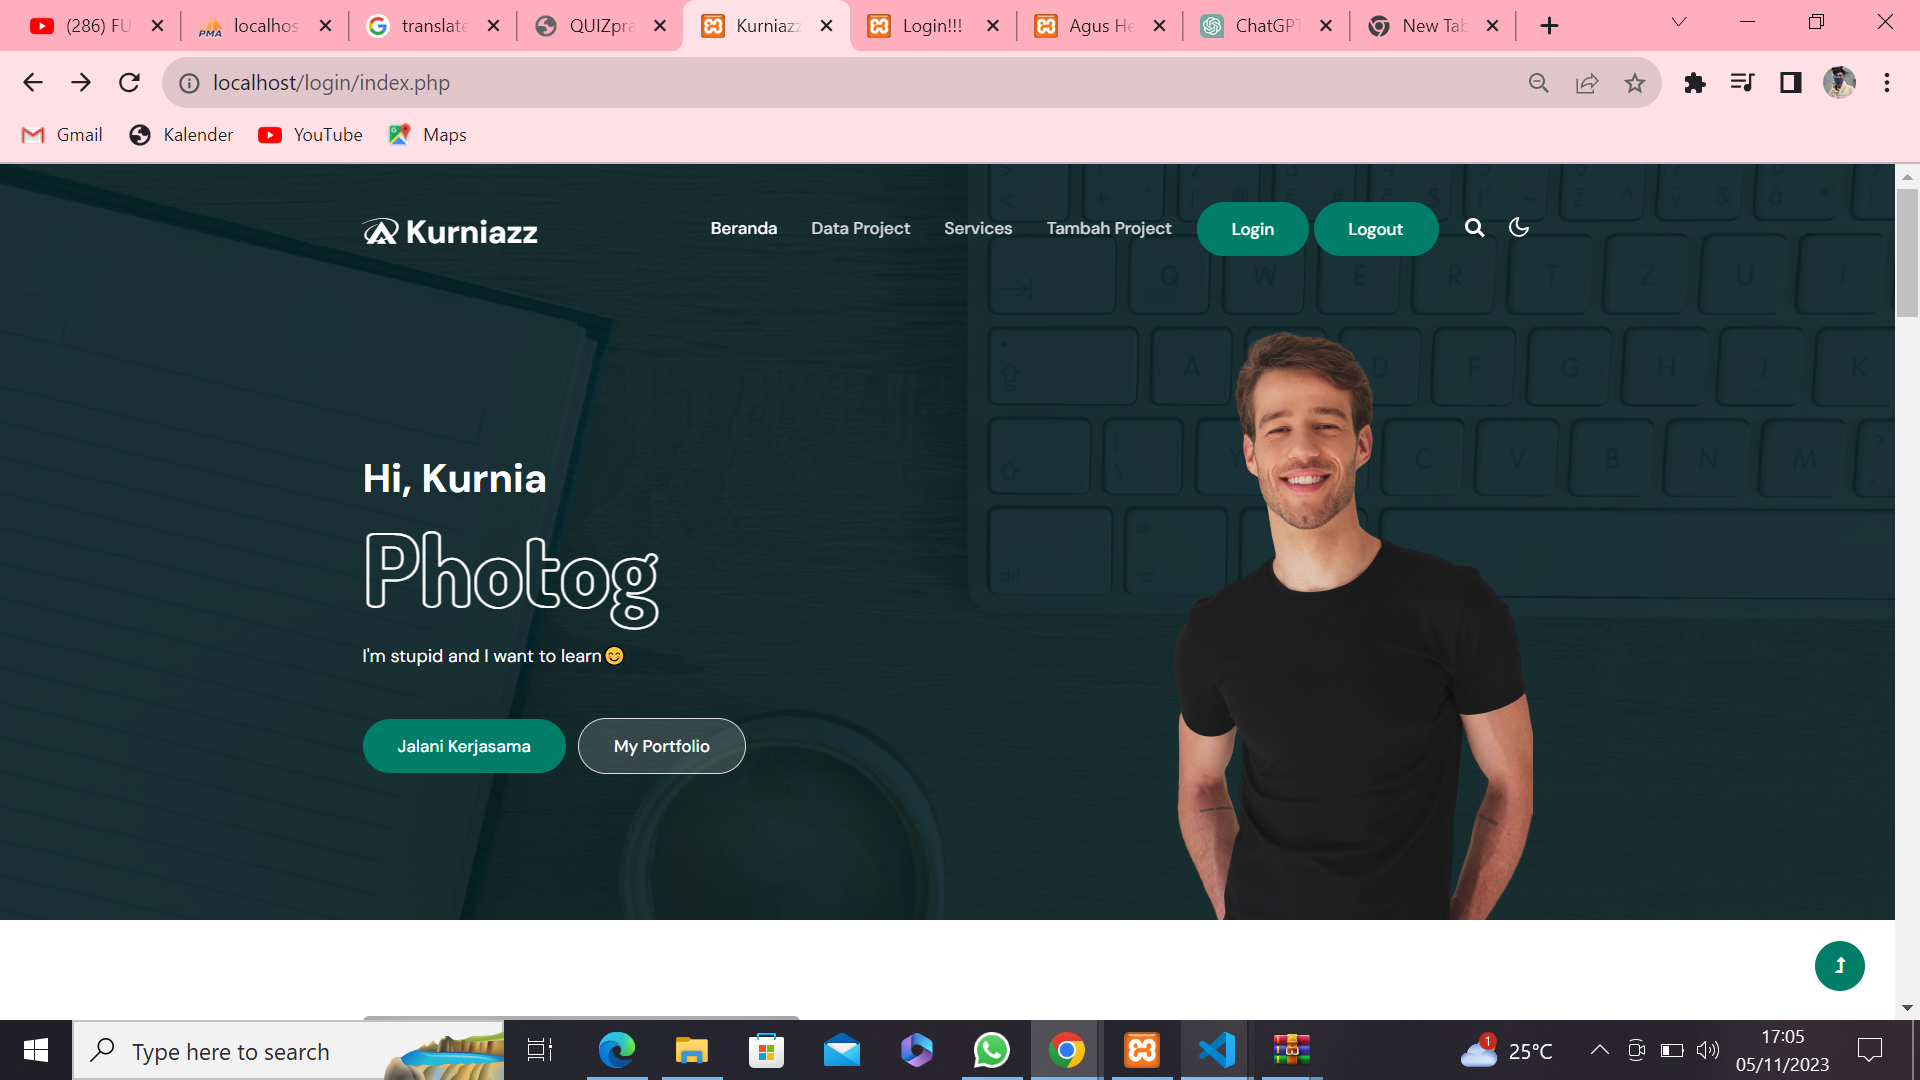 (286) FU
localhos
translate
QUIZpra
Kurniazz
Login!!!
Agus He
ChatGPT
New Tab
localhost/login/index.php
Gmail
Kalender
YouTube
Maps
Kurniazz
Beranda
Data Project
Services
Tambah Project
Login
Logout
Hi, Kurnia
Photog
I'm stupid and I want to learn😊
Jalani Kerjasama
My Portfolio
Type here to search
1
25°C
17:05
05/11/2023